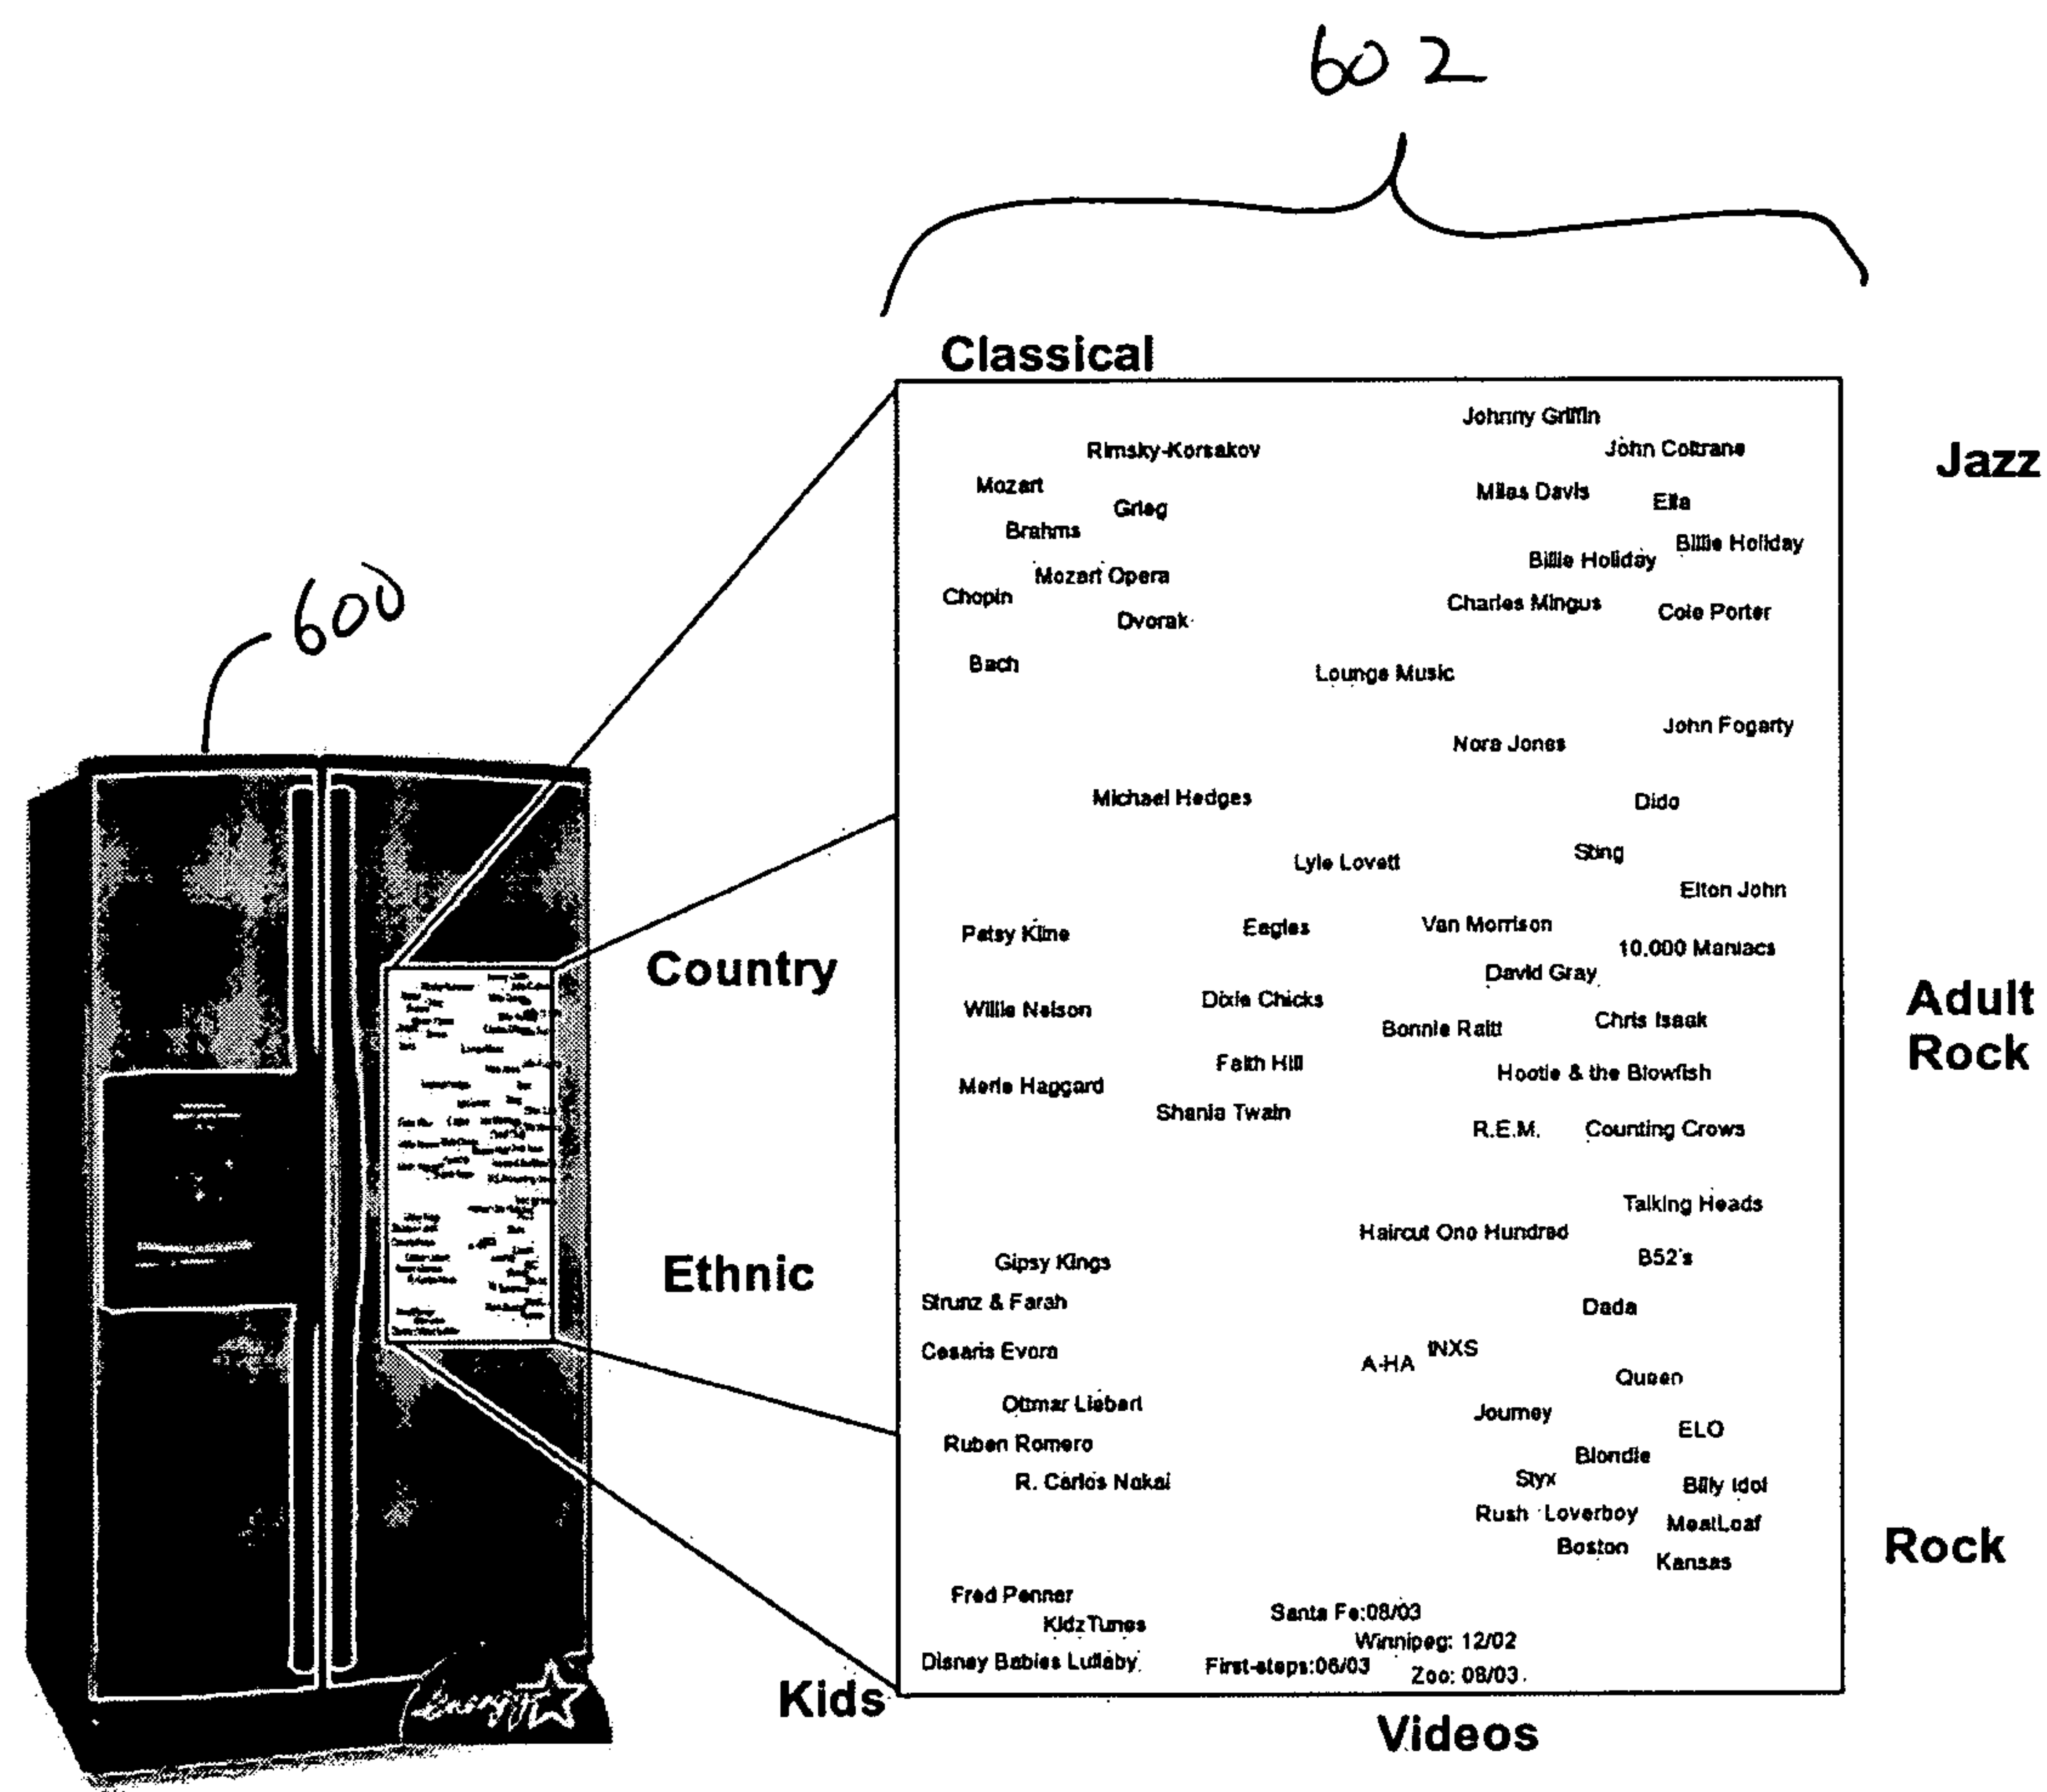 602
Classical
Johnny Griffin
Rimsky-Korsakov
John Coltrane
Jazz
Mozart
Miles Davis
Ella
Grieg
Brahms
Billie Holiday
Billie Holiday
Mozart Opera
Chopin
Charles Mingus
Cole Porter
Dvorak
600
Bach
Lounge Music
John Fogarty
Nora Jones
Michael Hedges
Dido
Lyle Lovett
Sting
Elton John
Patsy Kline
Eagles
Van Morrison
10,000 Maniacs
Country
David Gray
Willie Nelson
Dixie Chicks
Bonnie Raitt
Chris Isaak
Adult
Rock
Faith Hill
Hootie & the Blowfish
Merle Haggard
Shania Twain
R.E.M.
Counting Crows
Talking Heads
Haircut One Hundred
B52's
Ethnic
Gipsy Kings
Strunz & Farah
Dada
Cesaris Evora
A-HA
INXS
Queen
Ottmar Liebert
Journey
ELO
Ruben Romero
Blondie
R. Carlos Nakai
Styx
Billy Idol
Rush
Loverboy
MeatLoaf
Boston
Kansas
Rock
Fred Penner
Santa Fe:08/03
KidzTunes
Winnipeg: 12/02
Disney Babies Lullaby
First-steps:06/03
Zoo: 08/03
Kids
Videos
energy